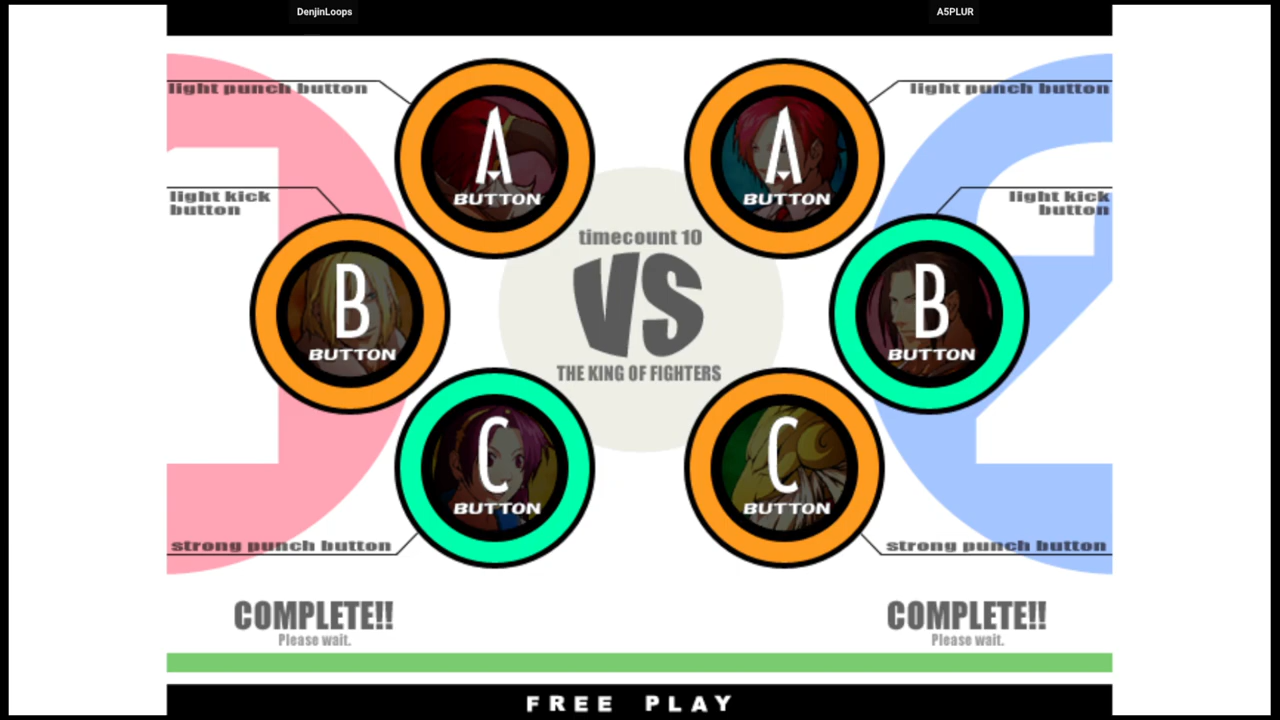 DenjinLoops
A5PLUR
light punch button
light punch button
A
BUTTON
A
BUTTON
light kick
button
light kick
button
1
2
timecount 10
VS
THE KING OF FIGHTERS
B
BUTTON
B
BUTTON
C
BUTTON
C
BUTTON
strong punch button
strong punch button
COMPLETE!!
Please wait.
COMPLETE!!
Please wait.
FREE PLAY